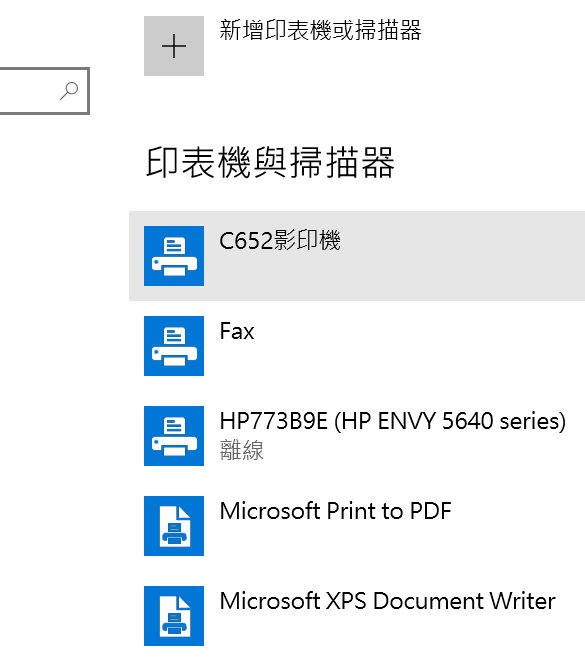 新增印表機或掃描器
印表機與掃描器
C652影印機
Fax
HP773B9E (HP ENVY 5640 series)
離線
Microsoft Print to PDF
Microsoft XPS Document Writer